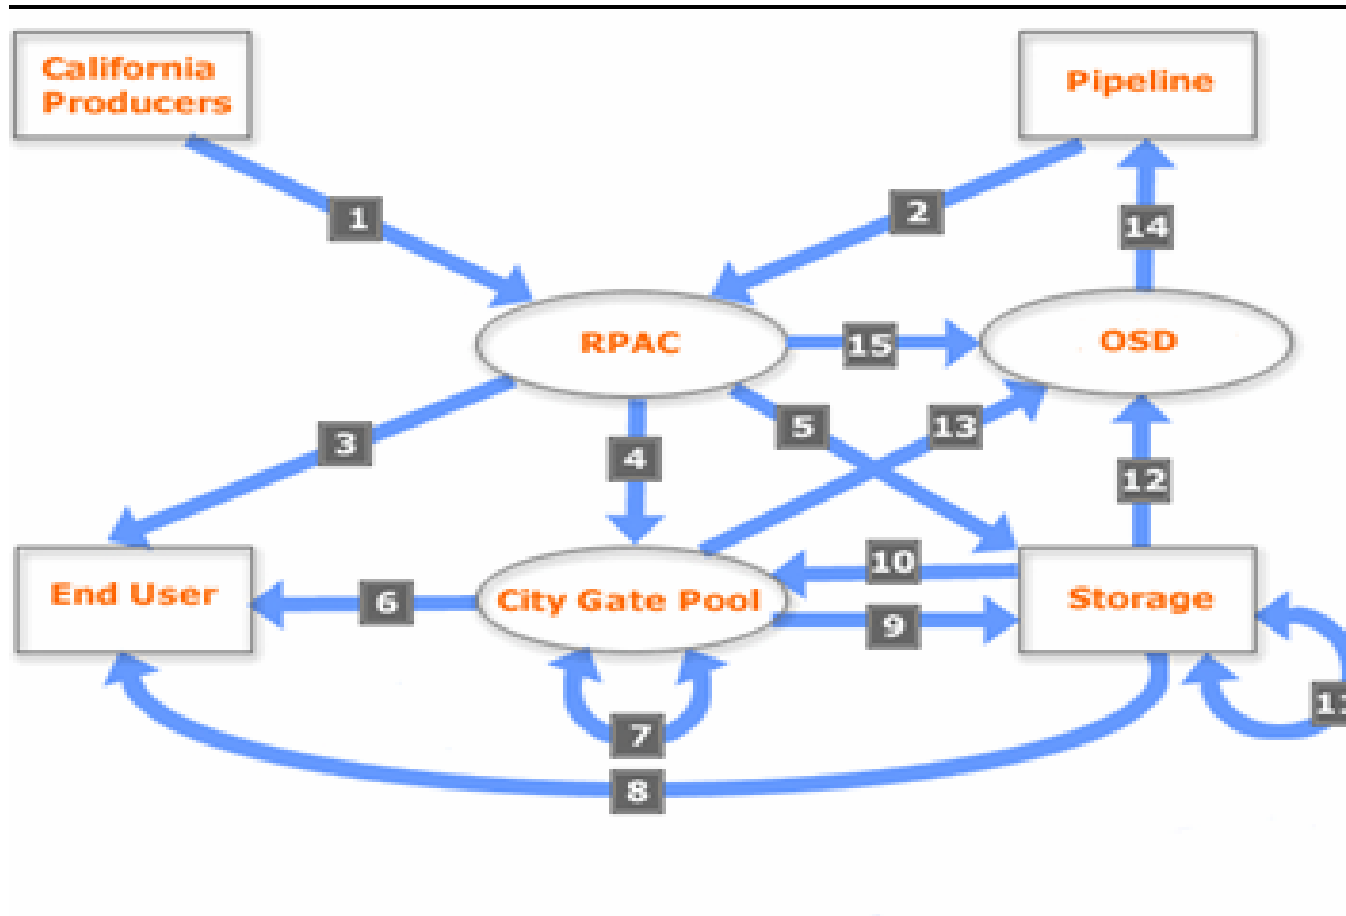 California
Producers
Pipeline
1
2
14
RPAC
15
OSD
3
4
5
13
12
End User
6
City Gate Pool
10
9
Storage
7
8